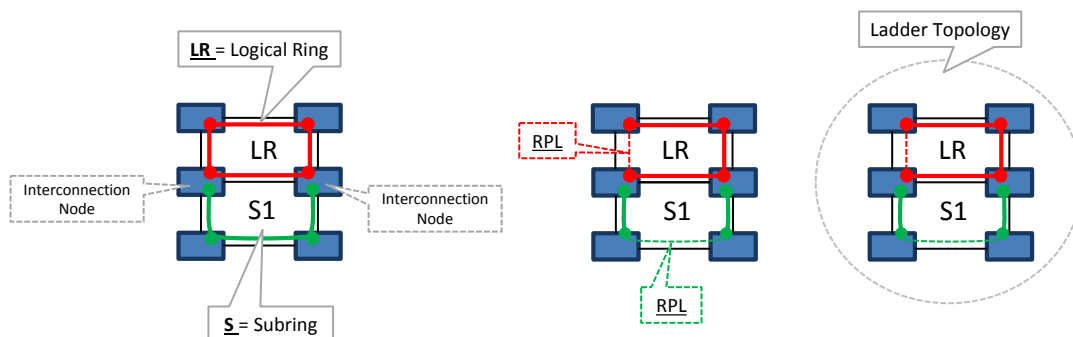 LR = Logical Ring
LR
Interconnection
Node
Interconnection
Node
S1
S = Subring
RPL
LR
S1
RPL
Ladder Topology
LR
S1